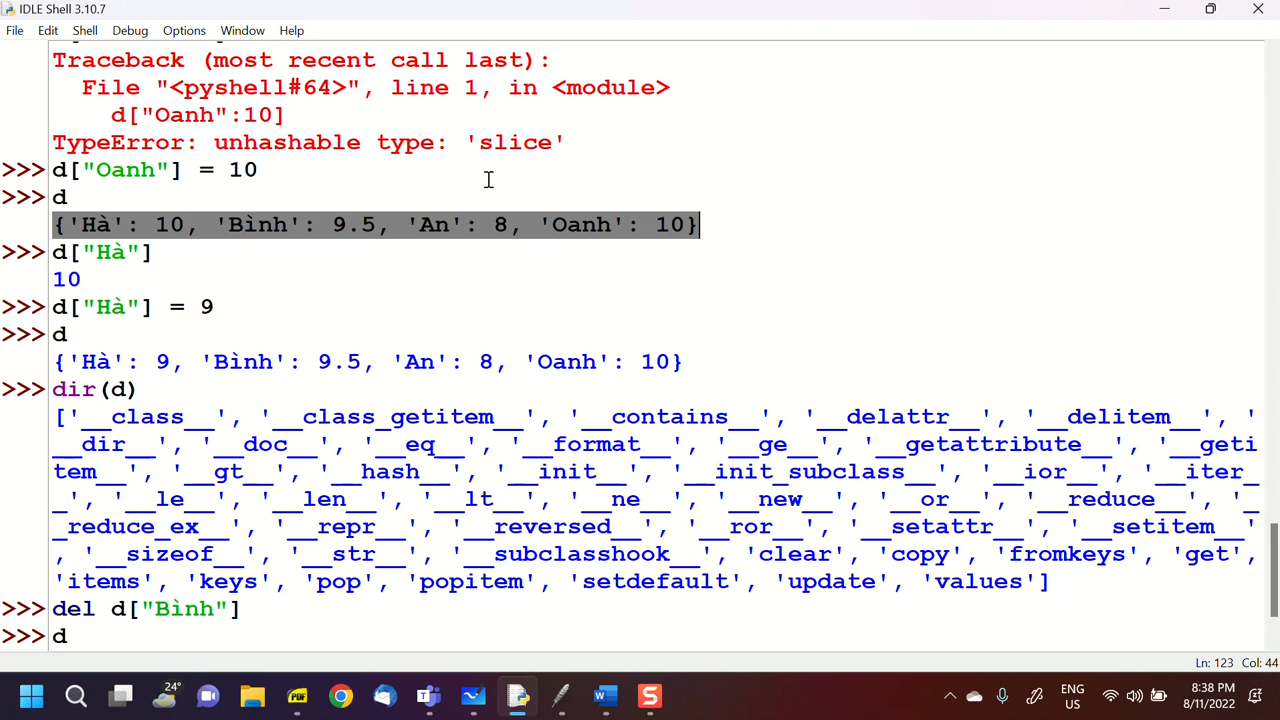 IDLE Shell 3.10.7
File Edit Shell Debug Options Window Help
Traceback (most recent call last):
  File "<pyshell#64>", line 1, in <module>
    d["Oanh":10]
TypeError: unhashable type: 'slice'
>>> d["Oanh"] = 10
>>> d
{'Hà': 10, 'Bình': 9.5, 'An': 8, 'Oanh': 10}
>>> d["Hà"]
10
>>> d["Hà"] = 9
>>> d
{'Hà': 9, 'Bình': 9.5, 'An': 8, 'Oanh': 10}
>>> dir(d)
['__class__', '__class_getitem__', '__contains__', '__delattr__', '__delitem__', '
__dir__', '__doc__', '__eq__', '__format__', '__ge__', '__getattribute__', '__geti
tem__', '__gt__', '__hash__', '__init__', '__init_subclass__', '__ior__', '__iter_
_', '__le__', '__len__', '__lt__', '__ne__', '__new__', '__or__', '__reduce__', '_
_reduce_ex__', '__repr__', '__reversed__', '__ror__', '__setattr__', '__setitem__'
, '__sizeof__', '__str__', '__subclasshook__', 'clear', 'copy', 'fromkeys', 'get',
'items', 'keys', 'pop', 'popitem', 'setdefault', 'update', 'values']
>>> del d["Bình"]
>>> d
Ln: 123 Col: 44
24°
PDF
ENG
US
8:38 PM
8/11/2022